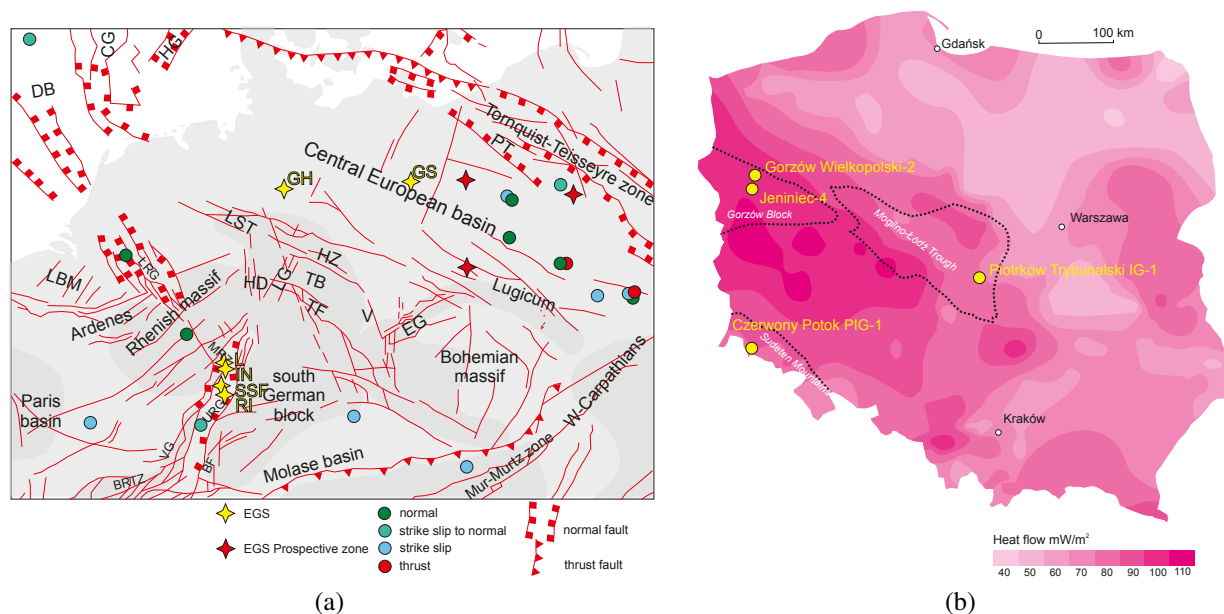 CG
HG
DB
Tornquist-Teisseyre zone
PT
Central European basin
GH
GS
LST
HZ
LRG
LBM
HD
LG
TB
TF
Lugicum
Ardenes
Rhenish massif
V
EG
L
IN
SSF
RI
URG
south
German
block
Bohemian
massif
W-Carpathians
Paris
basin
VG
BF
BRTZ
Molase basin
Mur-Murtz zone
EGS
EGS Prospective zone
normal
strike slip to normal
strike slip
thrust
normal fault
thrust fault
(a)
Gdańsk
0 100 km
Gorzów Wielkopolski-2
Jeniniec-4
Gorzów Block
Mogilno-Łódź Trough
Warszawa
Piotrków Trybunalski IG-1
Czerwony Potok PIG-1
Sudeten Mountains
Kraków
Heat flow mW/m²
40 50 60 70 80 90 100 110
(b)